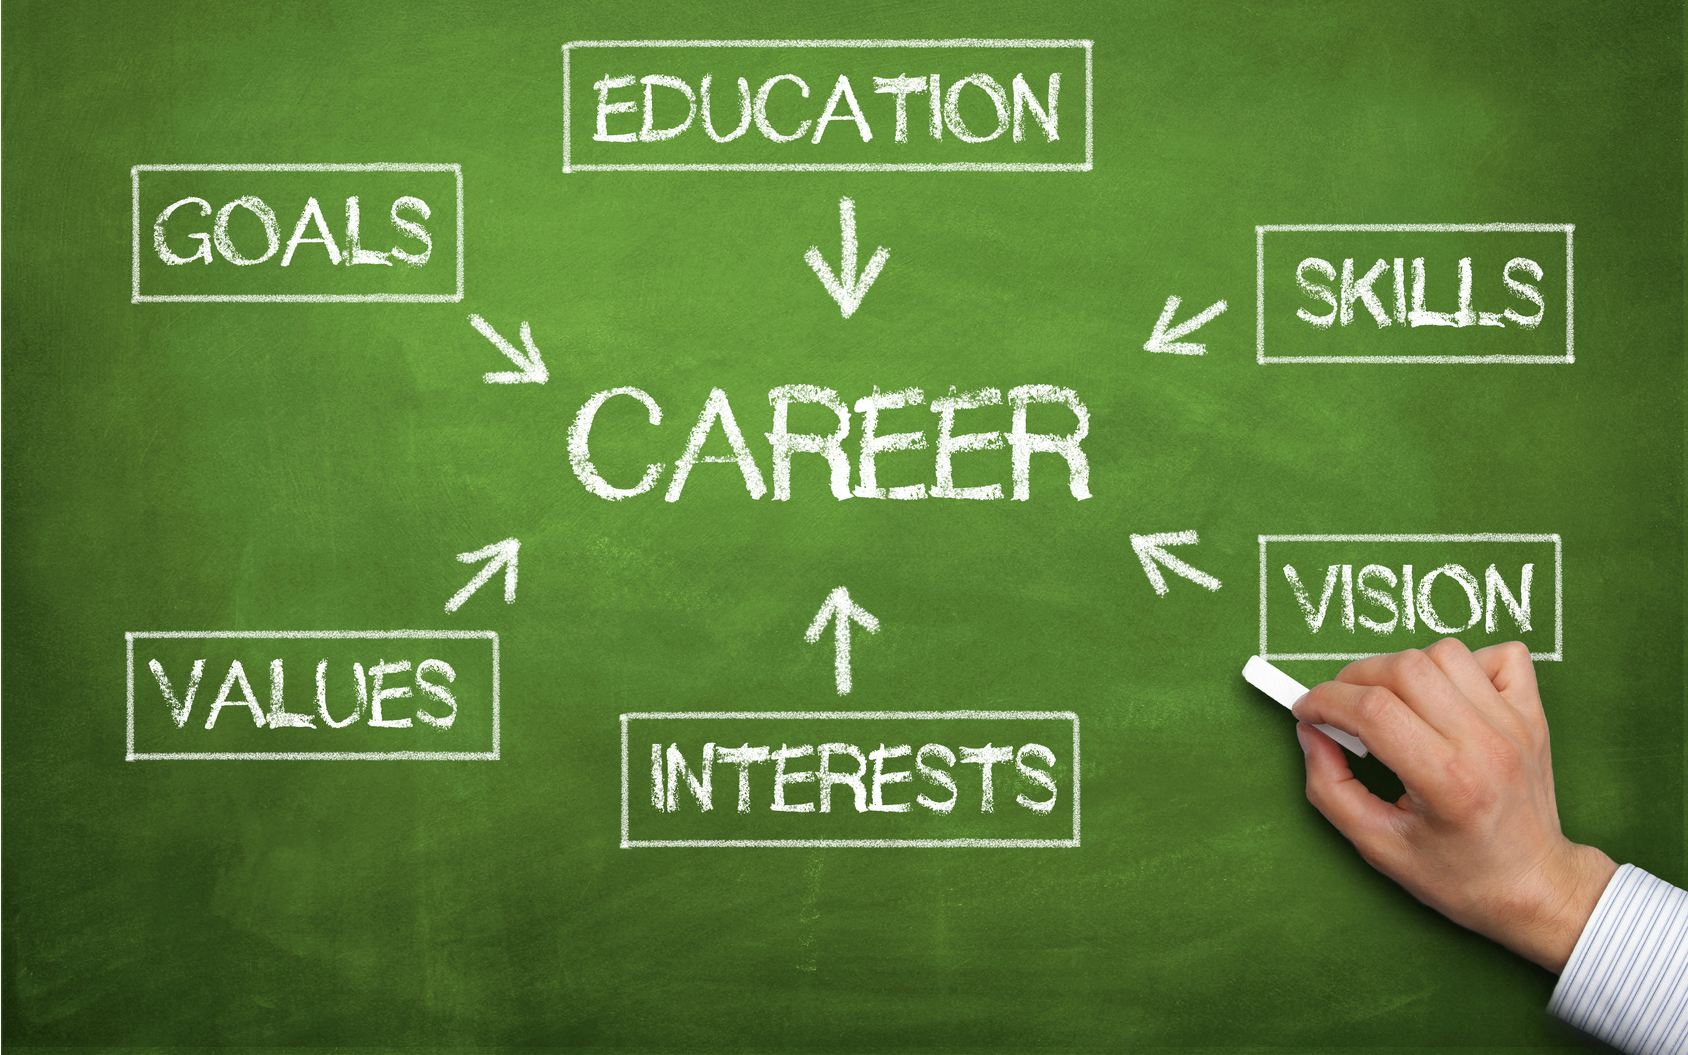 EDUCATION
GOALS
SKILLS
CAREER
VISION
VALUES
INTERESTS